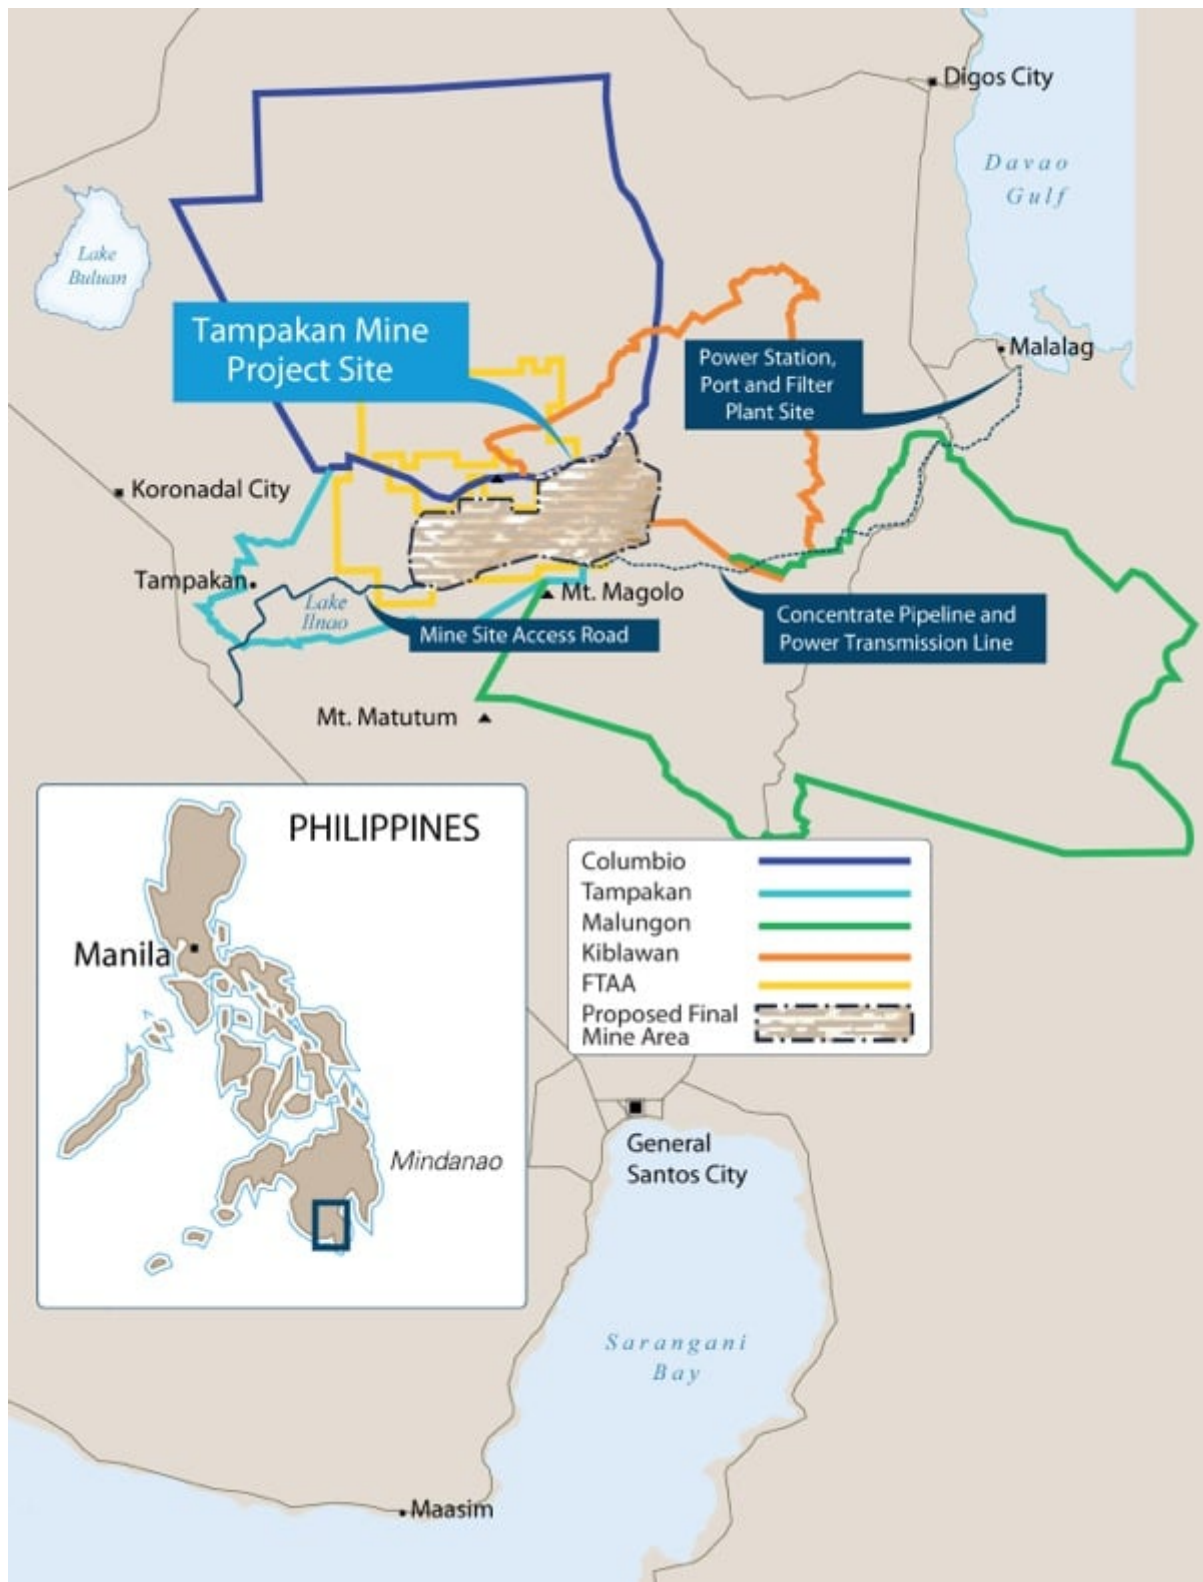 Digos City
Davao
Gulf
Lake
Buluan
Tampakan Mine
Project Site
Power Station,
Port and Filter
Plant Site
Malalag
Koronadal City
Tampakan
Lake
Ilnao
Mt. Magolo
Mine Site Access Road
Concentrate Pipeline and
Power Transmission Line
Mt. Matutum
PHILIPPINES
Manila
Mindanao
Columbio
Tampakan
Malungon
Kiblawan
FTAA
Proposed Final
Mine Area
General
Santos City
Sarangani
Bay
Maasim